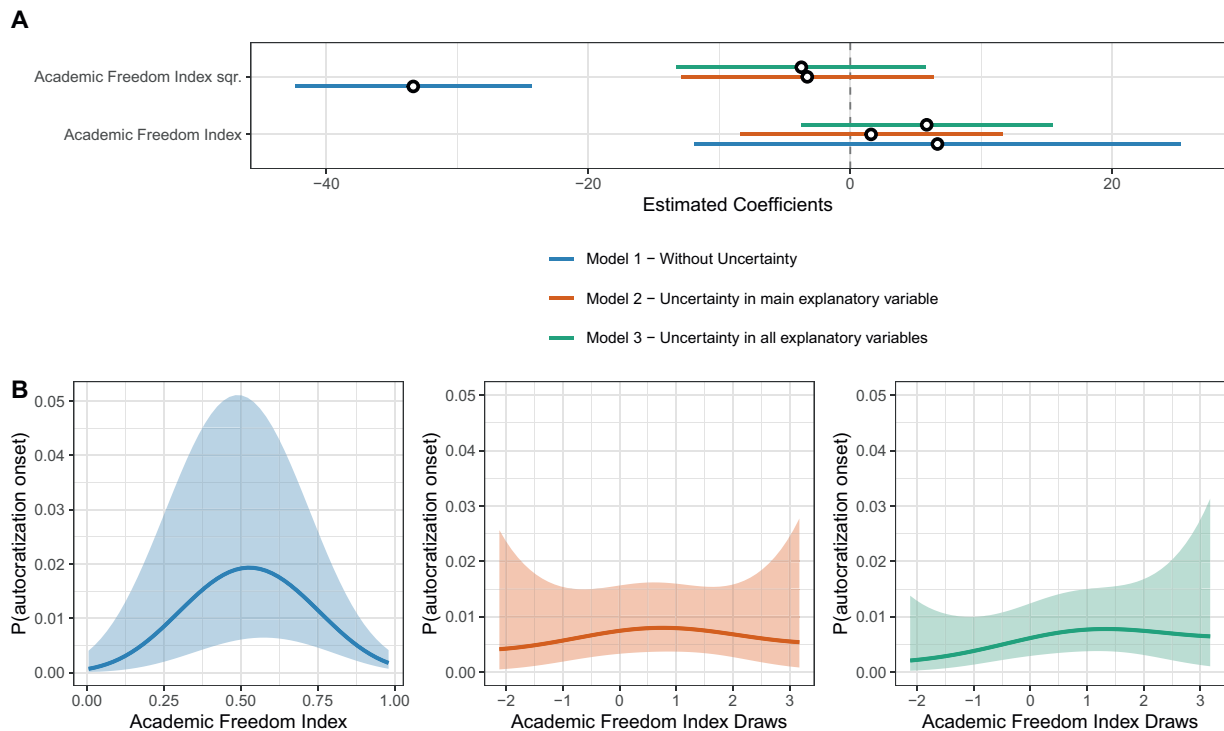 A
Academic Freedom Index sqr.
Academic Freedom Index
−40
−20
0
20
Estimated Coefficients
Model 1 − Without Uncertainty
Model 2 − Uncertainty in main explanatory variable
Model 3 − Uncertainty in all explanatory variables
B
P(autocratization onset)
0.05
0.04
0.03
0.02
0.01
0.00
0.00
0.25
0.50
0.75
1.00
Academic Freedom Index
P(autocratization onset)
0.05
0.04
0.03
0.02
0.01
0.00
−2
−1
0
1
2
3
Academic Freedom Index Draws
P(autocratization onset)
0.05
0.04
0.03
0.02
0.01
0.00
−2
−1
0
1
2
3
Academic Freedom Index Draws